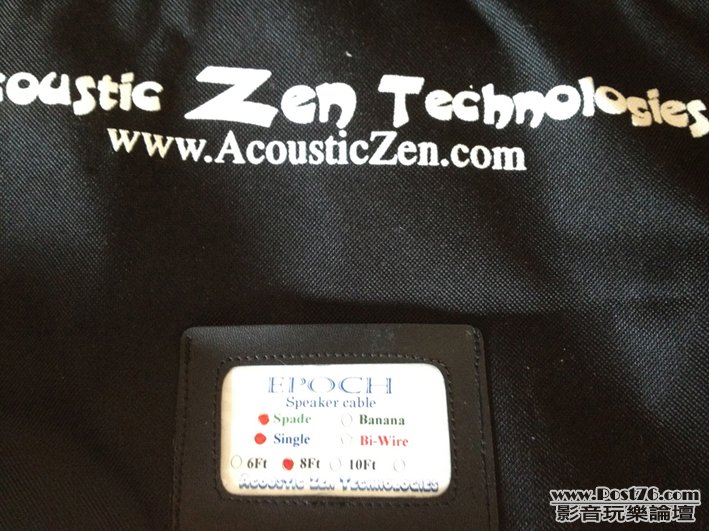 coustic Zen Technologies
www.AcousticZen.com
EPOCH
Speaker cable
Spade Banana
Single Bi-Wire
6Ft 8Ft 10Ft
Acoustic Zen Technologies
www.Post76.com
影音玩樂論壇